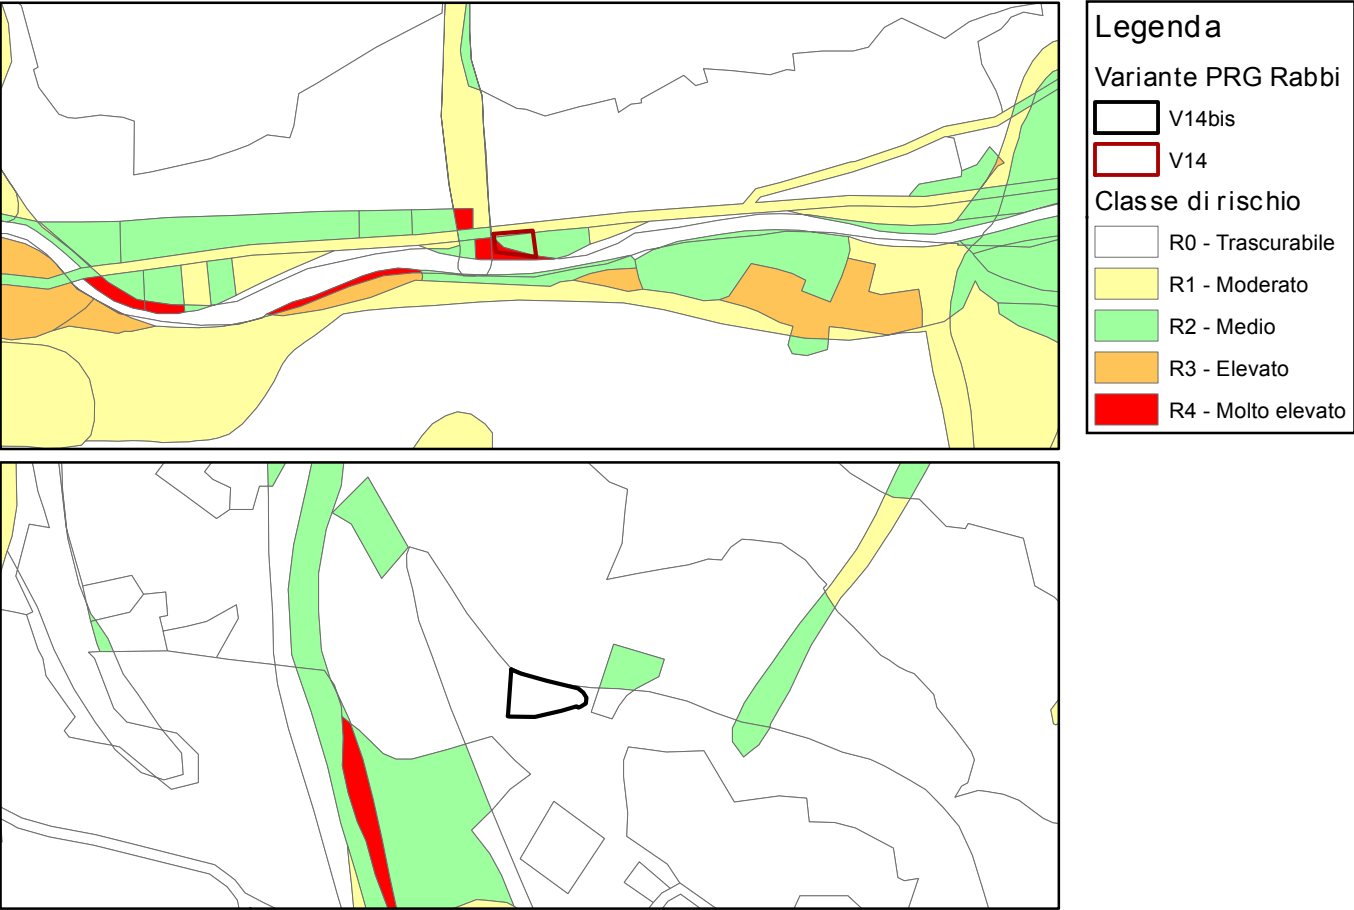 Legenda
Variante PRG Rabbi
V14bis
V14
Classe di rischio
R0 - Trascurabile
R1 - Moderato
R2 - Medio
R3 - Elevato
R4 - Molto elevato